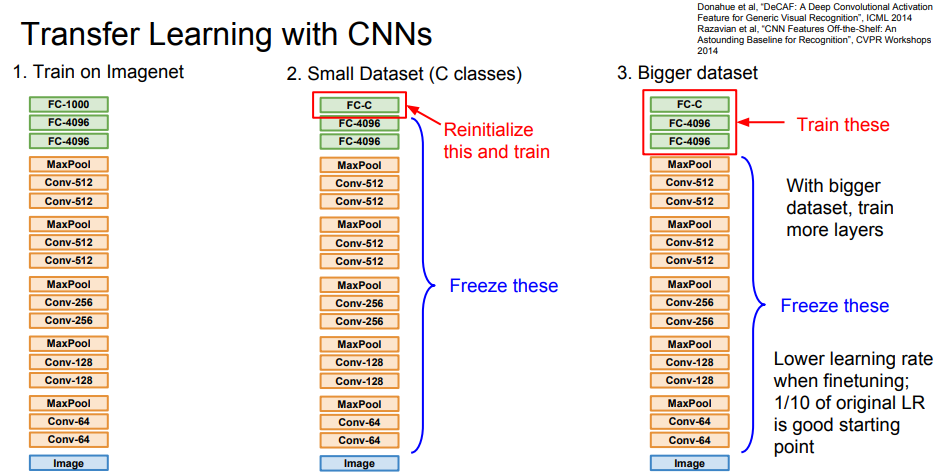 Donahue et al, "DeCAF: A Deep Convolutional Activation
Feature for Generic Visual Recognition", ICML 2014
Razavian et al, "CNN Features Off-the-Shelf: An
Astounding Baseline for Recognition", CVPR Workshops
2014
Transfer Learning with CNNs
1. Train on Imagenet
FC-1000
FC-4096
FC-4096
MaxPool
Conv-512
Conv-512
MaxPool
Conv-512
Conv-512
MaxPool
Conv-256
Conv-256
MaxPool
Conv-128
Conv-128
MaxPool
Conv-64
Conv-64
Image
2. Small Dataset (C classes)
FC-C
FC-4096
FC-4096
MaxPool
Conv-512
Conv-512
MaxPool
Conv-512
Conv-512
MaxPool
Conv-256
Conv-256
MaxPool
Conv-128
Conv-128
MaxPool
Conv-64
Conv-64
Image
Reinitialize
this and train
Freeze these
3. Bigger dataset
FC-C
FC-4096
FC-4096
MaxPool
Conv-512
Conv-512
MaxPool
Conv-512
Conv-512
MaxPool
Conv-256
Conv-256
MaxPool
Conv-128
Conv-128
MaxPool
Conv-64
Conv-64
Image
Train these
With bigger
dataset, train
more layers
Freeze these
Lower learning rate
when finetuning;
1/10 of original LR
is good starting
point